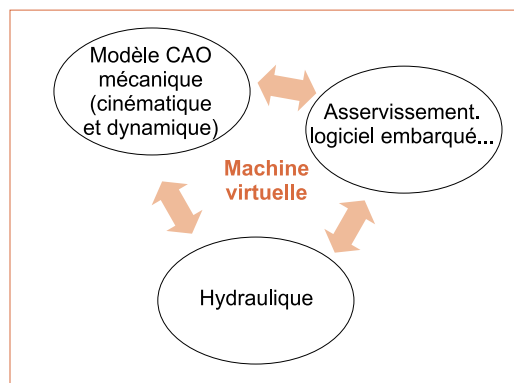 Modèle CAO
mécanique
(cinématique
et dynamique)
Asservissement.
logiciel embarqué...
Machine
virtuelle
Hydraulique